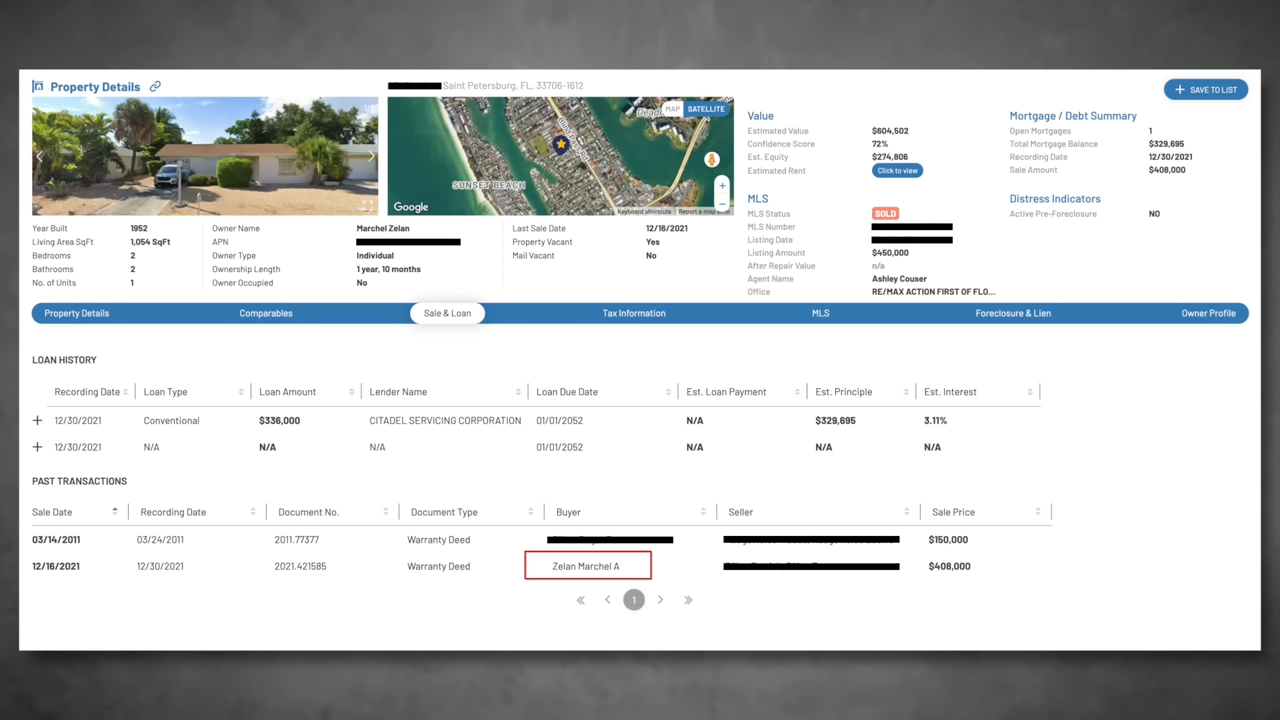 Property Details
Saint Petersburg, FL, 33706-1612
+ SAVE TO LIST
1/1
MAP SATELLITE
Blind Pass Rd
SUNSET BEACH
Google
Keyboard shortcuts Report a map error
Value
Estimated Value $604,502
Confidence Score 72%
Est. Equity $274,806
Estimated Rent Click to view
Mortgage / Debt Summary
Open Mortgages 1
Total Mortgage Balance $329,695
Recording Date 12/30/2021
Sale Amount $408,000
MLS
MLS Status SOLD
MLS Number
Listing Date
Listing Amount $450,000
After Repair Value n/a
Agent Name Ashley Couser
Office RE/MAX ACTION FIRST OF FLO...
Distress Indicators
Active Pre-Foreclosure NO
Year Built 1952
Living Area SqFt 1,054 SqFt
Bedrooms 2
Bathrooms 2
No. of Units 1
Owner Name Marchel Zelan
APN
Owner Type Individual
Ownership Length 1 year, 10 months
Owner Occupied No
Last Sale Date 12/16/2021
Property Vacant Yes
Mail Vacant No
Property Details Comparables Sale & Loan Tax Information MLS Foreclosure & Lien Owner Profile
LOAN HISTORY
Recording Date Loan Type Loan Amount Lender Name Loan Due Date Est. Loan Payment Est. Principle Est. Interest
+ 12/30/2021 Conventional $336,000 CITADEL SERVICING CORPORATION 01/01/2052 N/A $329,695 3.11%
+ 12/30/2021 N/A N/A N/A 01/01/2052 N/A N/A N/A
PAST TRANSACTIONS
Sale Date Recording Date Document No. Document Type Buyer Seller Sale Price
03/14/2011 03/24/2011 2011.77377 Warranty Deed $150,000
12/16/2021 12/30/2021 2021.421585 Warranty Deed Zelan Marchel A $408,000
« ‹ 1 › »